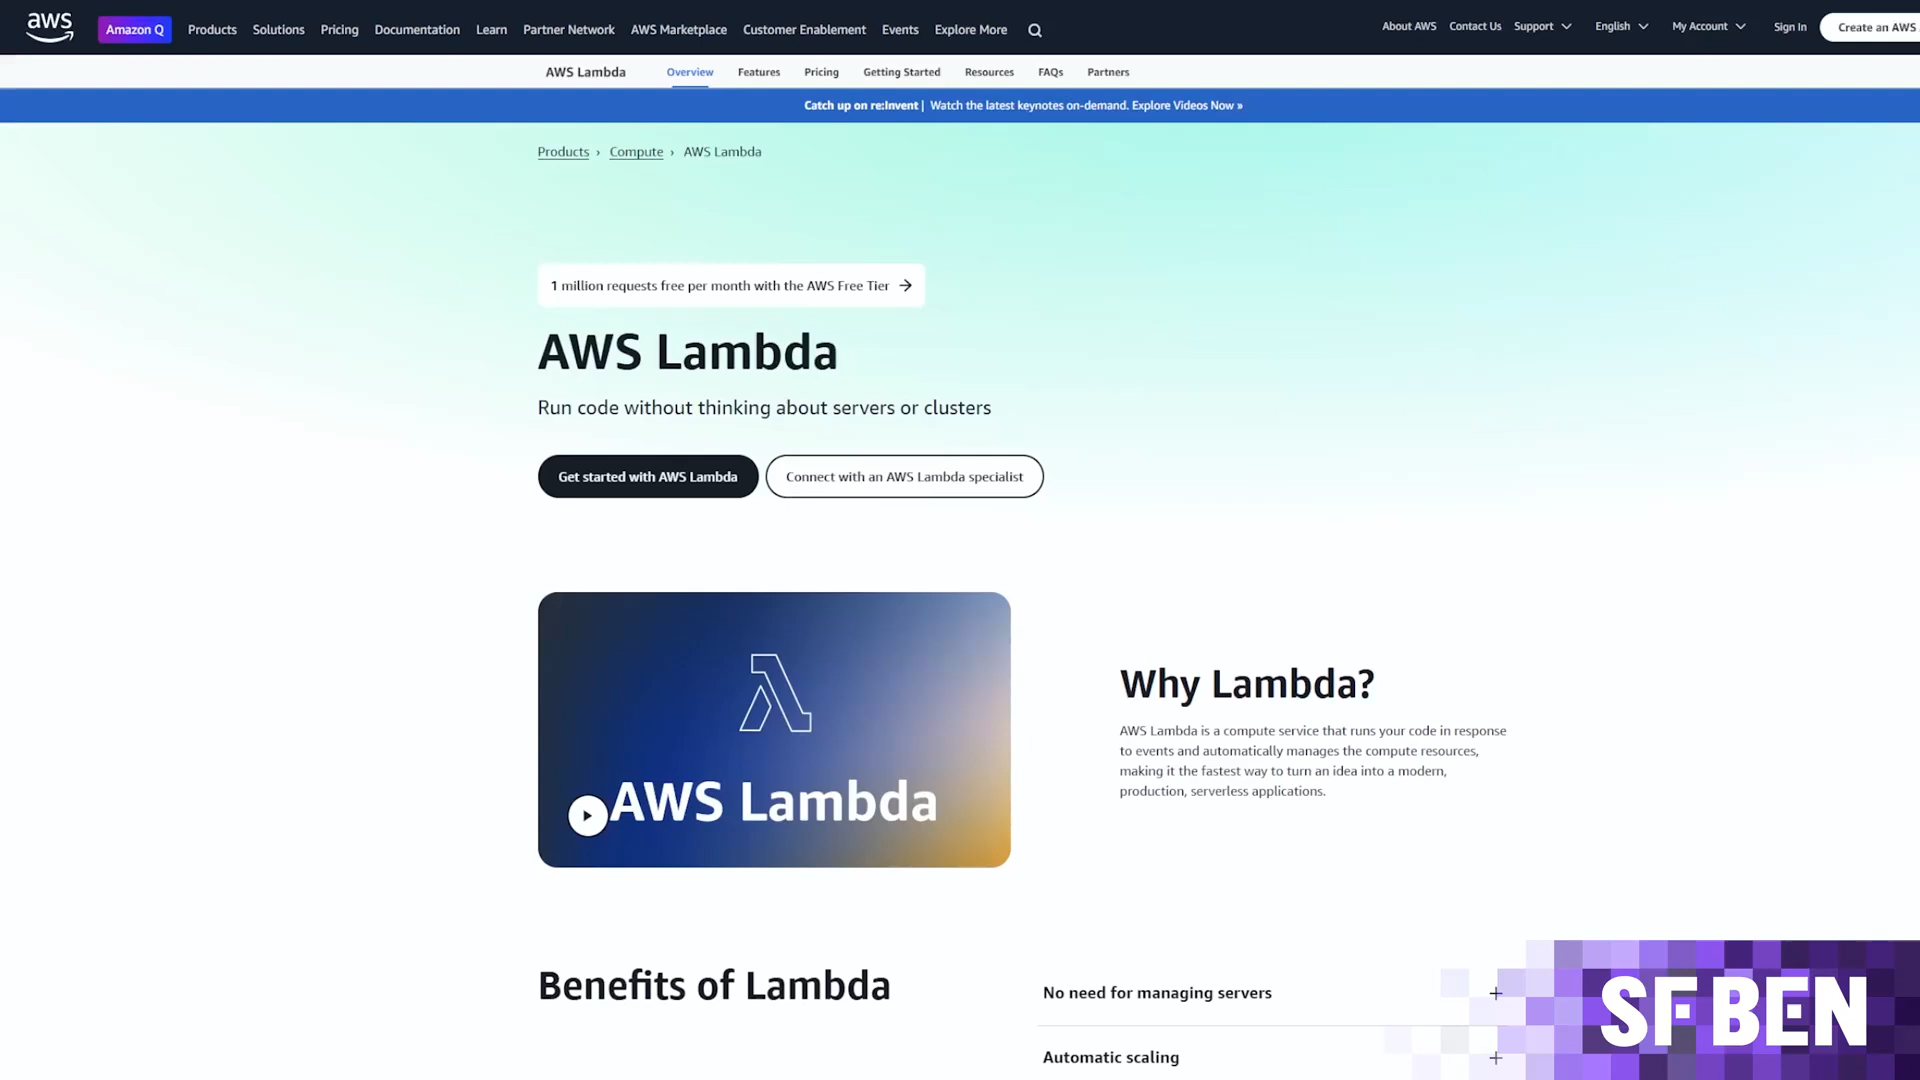 aws
Amazon Q Products Solutions Pricing Documentation Learn Partner Network AWS Marketplace Customer Enablement Events Explore More
About AWS Contact Us Support English My Account Sign In Create an AWS
AWS Lambda Overview Features Pricing Getting Started Resources FAQs Partners
Catch up on re:Invent | Watch the latest keynotes on-demand. Explore Videos Now »
Products › Compute › AWS Lambda
1 million requests free per month with the AWS Free Tier →
AWS Lambda
Run code without thinking about servers or clusters
Get started with AWS Lambda
Connect with an AWS Lambda specialist
AWS Lambda
Why Lambda?
AWS Lambda is a compute service that runs your code in response
to events and automatically manages the compute resources,
making it the fastest way to turn an idea into a modern,
production, serverless applications.
Benefits of Lambda
No need for managing servers +
Automatic scaling +
SF BEN